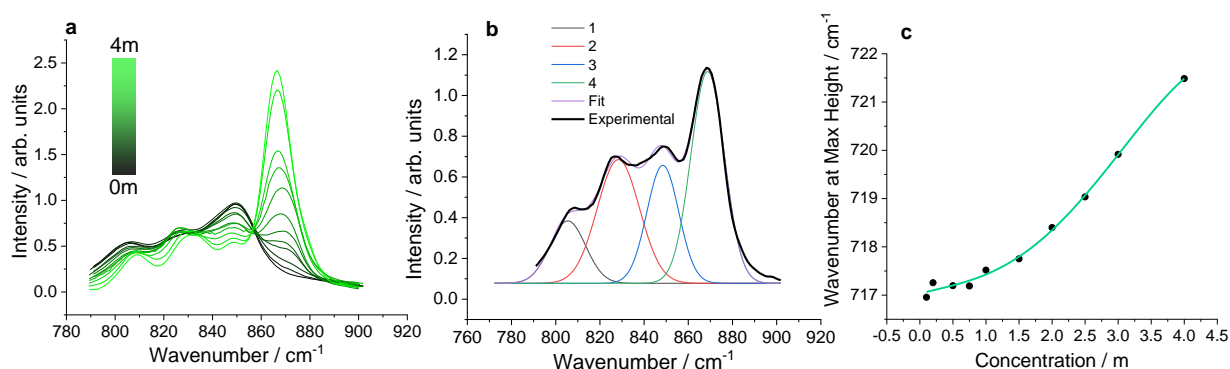 a
4m
0m
2.5
2.0
1.5
1.0
0.5
0.0
Intensity / arb. units
780 800 820 840 860 880 900 920
Wavenumber / cm⁻¹
b
1
2
3
4
Fit
Experimental
1.2
1.0
0.8
0.6
0.4
0.2
0.0
Intensity / arb. units
760 780 800 820 840 860 880 900 920
Wavenumber / cm⁻¹
c
722
721
720
719
718
717
Wavenumber at Max Height / cm⁻¹
-0.5 0.0 0.5 1.0 1.5 2.0 2.5 3.0 3.5 4.0 4.5
Concentration / m